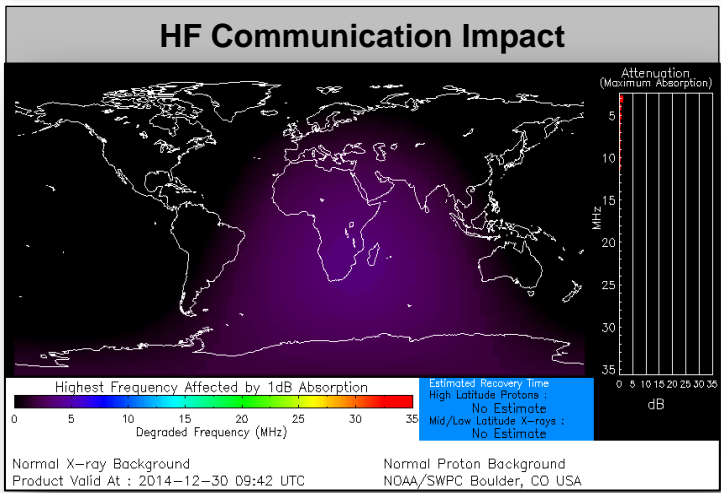 HF Communication Impact
Attenuation
(Maximum Absorption)
5
10
15
20
25
30
35
MHz
0 5 10 15 20 25 30 35
dB
Highest Frequency Affected by 1dB Absorption
0 5 10 15 20 25 30 35
Degraded Frequency (MHz)
Estimated Recovery Time
High Latitude Protons :
No Estimate
Mid/Low Latitude X-rays :
No Estimate
Normal X-ray Background
Normal Proton Background
Product Valid At : 2014-12-30 09:42 UTC
NOAA/SWPC Boulder, CO USA